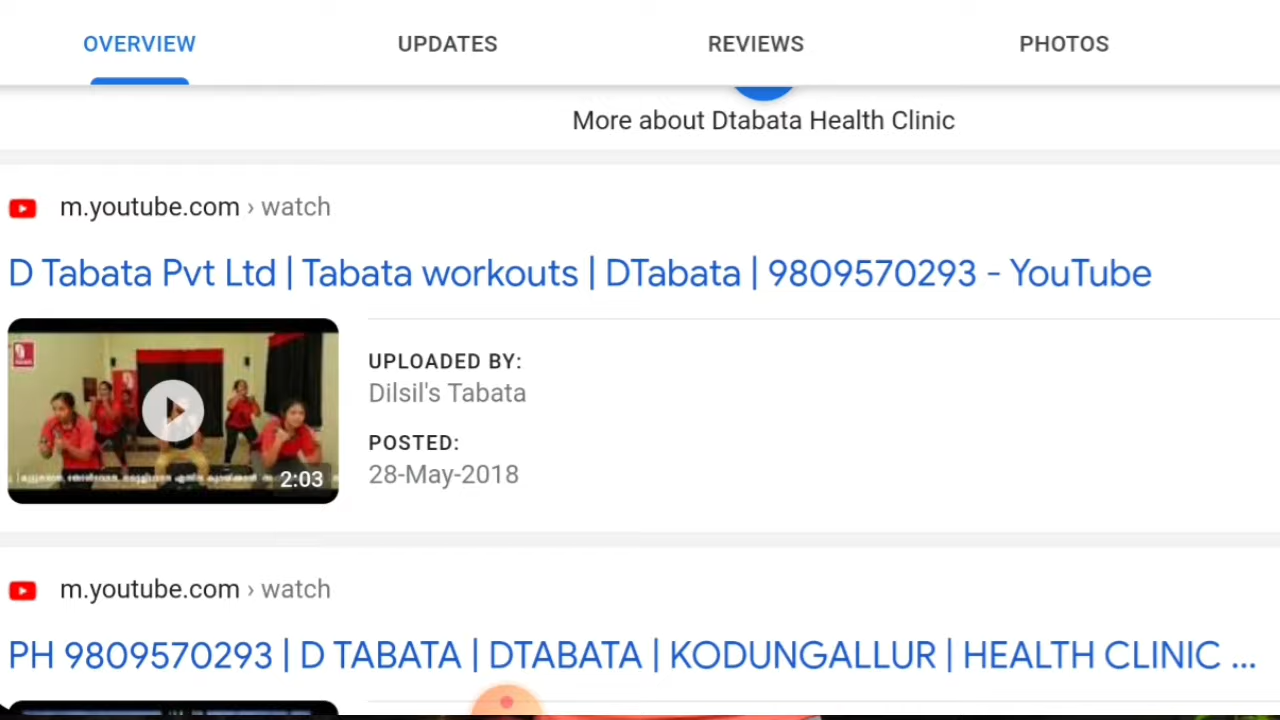 OVERVIEW UPDATES REVIEWS PHOTOS
More about Dtabata Health Clinic
m.youtube.com › watch
D Tabata Pvt Ltd | Tabata workouts | DTabata | 9809570293 - YouTube
UPLOADED BY:
Dilsil's Tabata
POSTED:
28-May-2018
2:03
m.youtube.com › watch
PH 9809570293 | D TABATA | DTABATA | KODUNGALLUR | HEALTH CLINIC ...